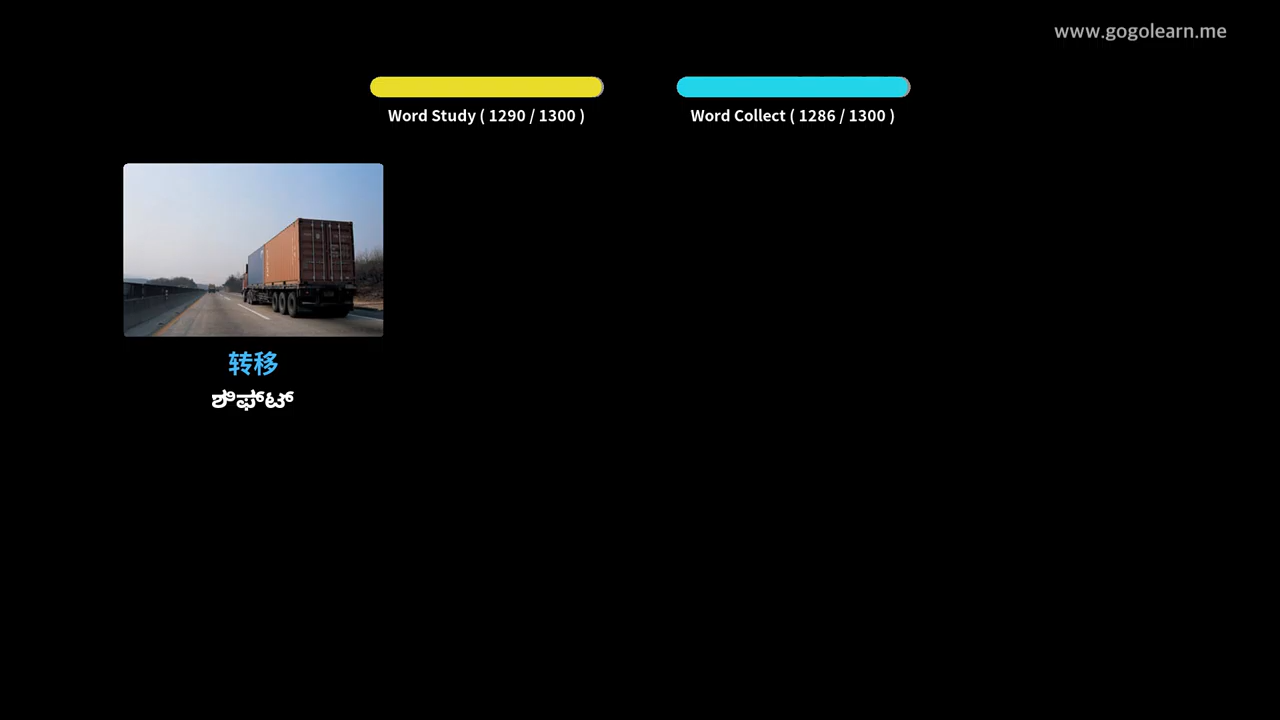 www.gogolearn.me
Word Study ( 1290 / 1300 )
Word Collect ( 1286 / 1300 )
转移
ಶಿಫ್ಟ್